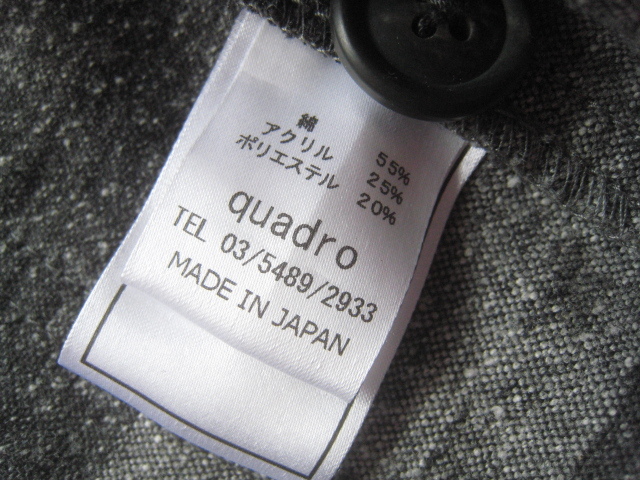 綿 55%
アクリル 25%
ポリエステル 20%
quadro
TEL 03/5489/2933
MADE IN JAPAN